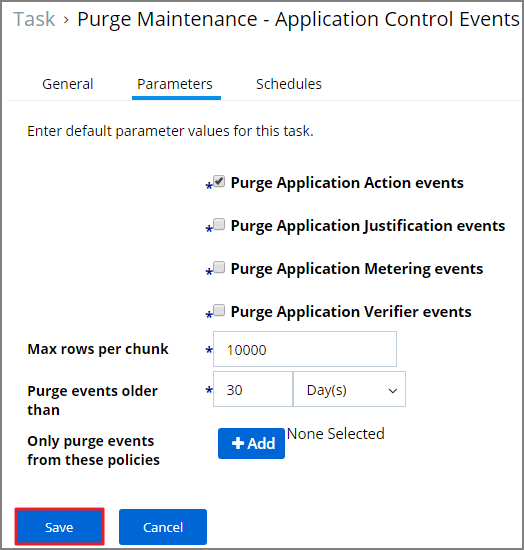 Task › Purge Maintenance - Application Control Events
General Parameters Schedules
Enter default parameter values for this task.
* Purge Application Action events
* Purge Application Justification events
* Purge Application Metering events
* Purge Application Verifier events
Max rows per chunk * 10000
Purge events older than * 30 Day(s)
Only purge events from these policies + Add None Selected
Save Cancel